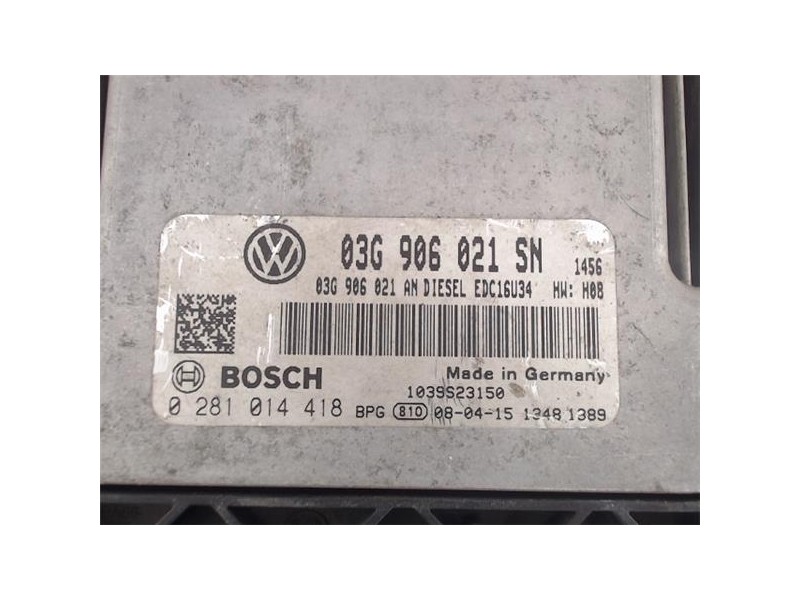 03G 906 021 SN 1456
03G 906 021 AN DIESEL EDC16U34 HW: H08
Made in Germany
BOSCH
1039S23150
0 281 014 418 BPG 810 08-04-15 1348 1389